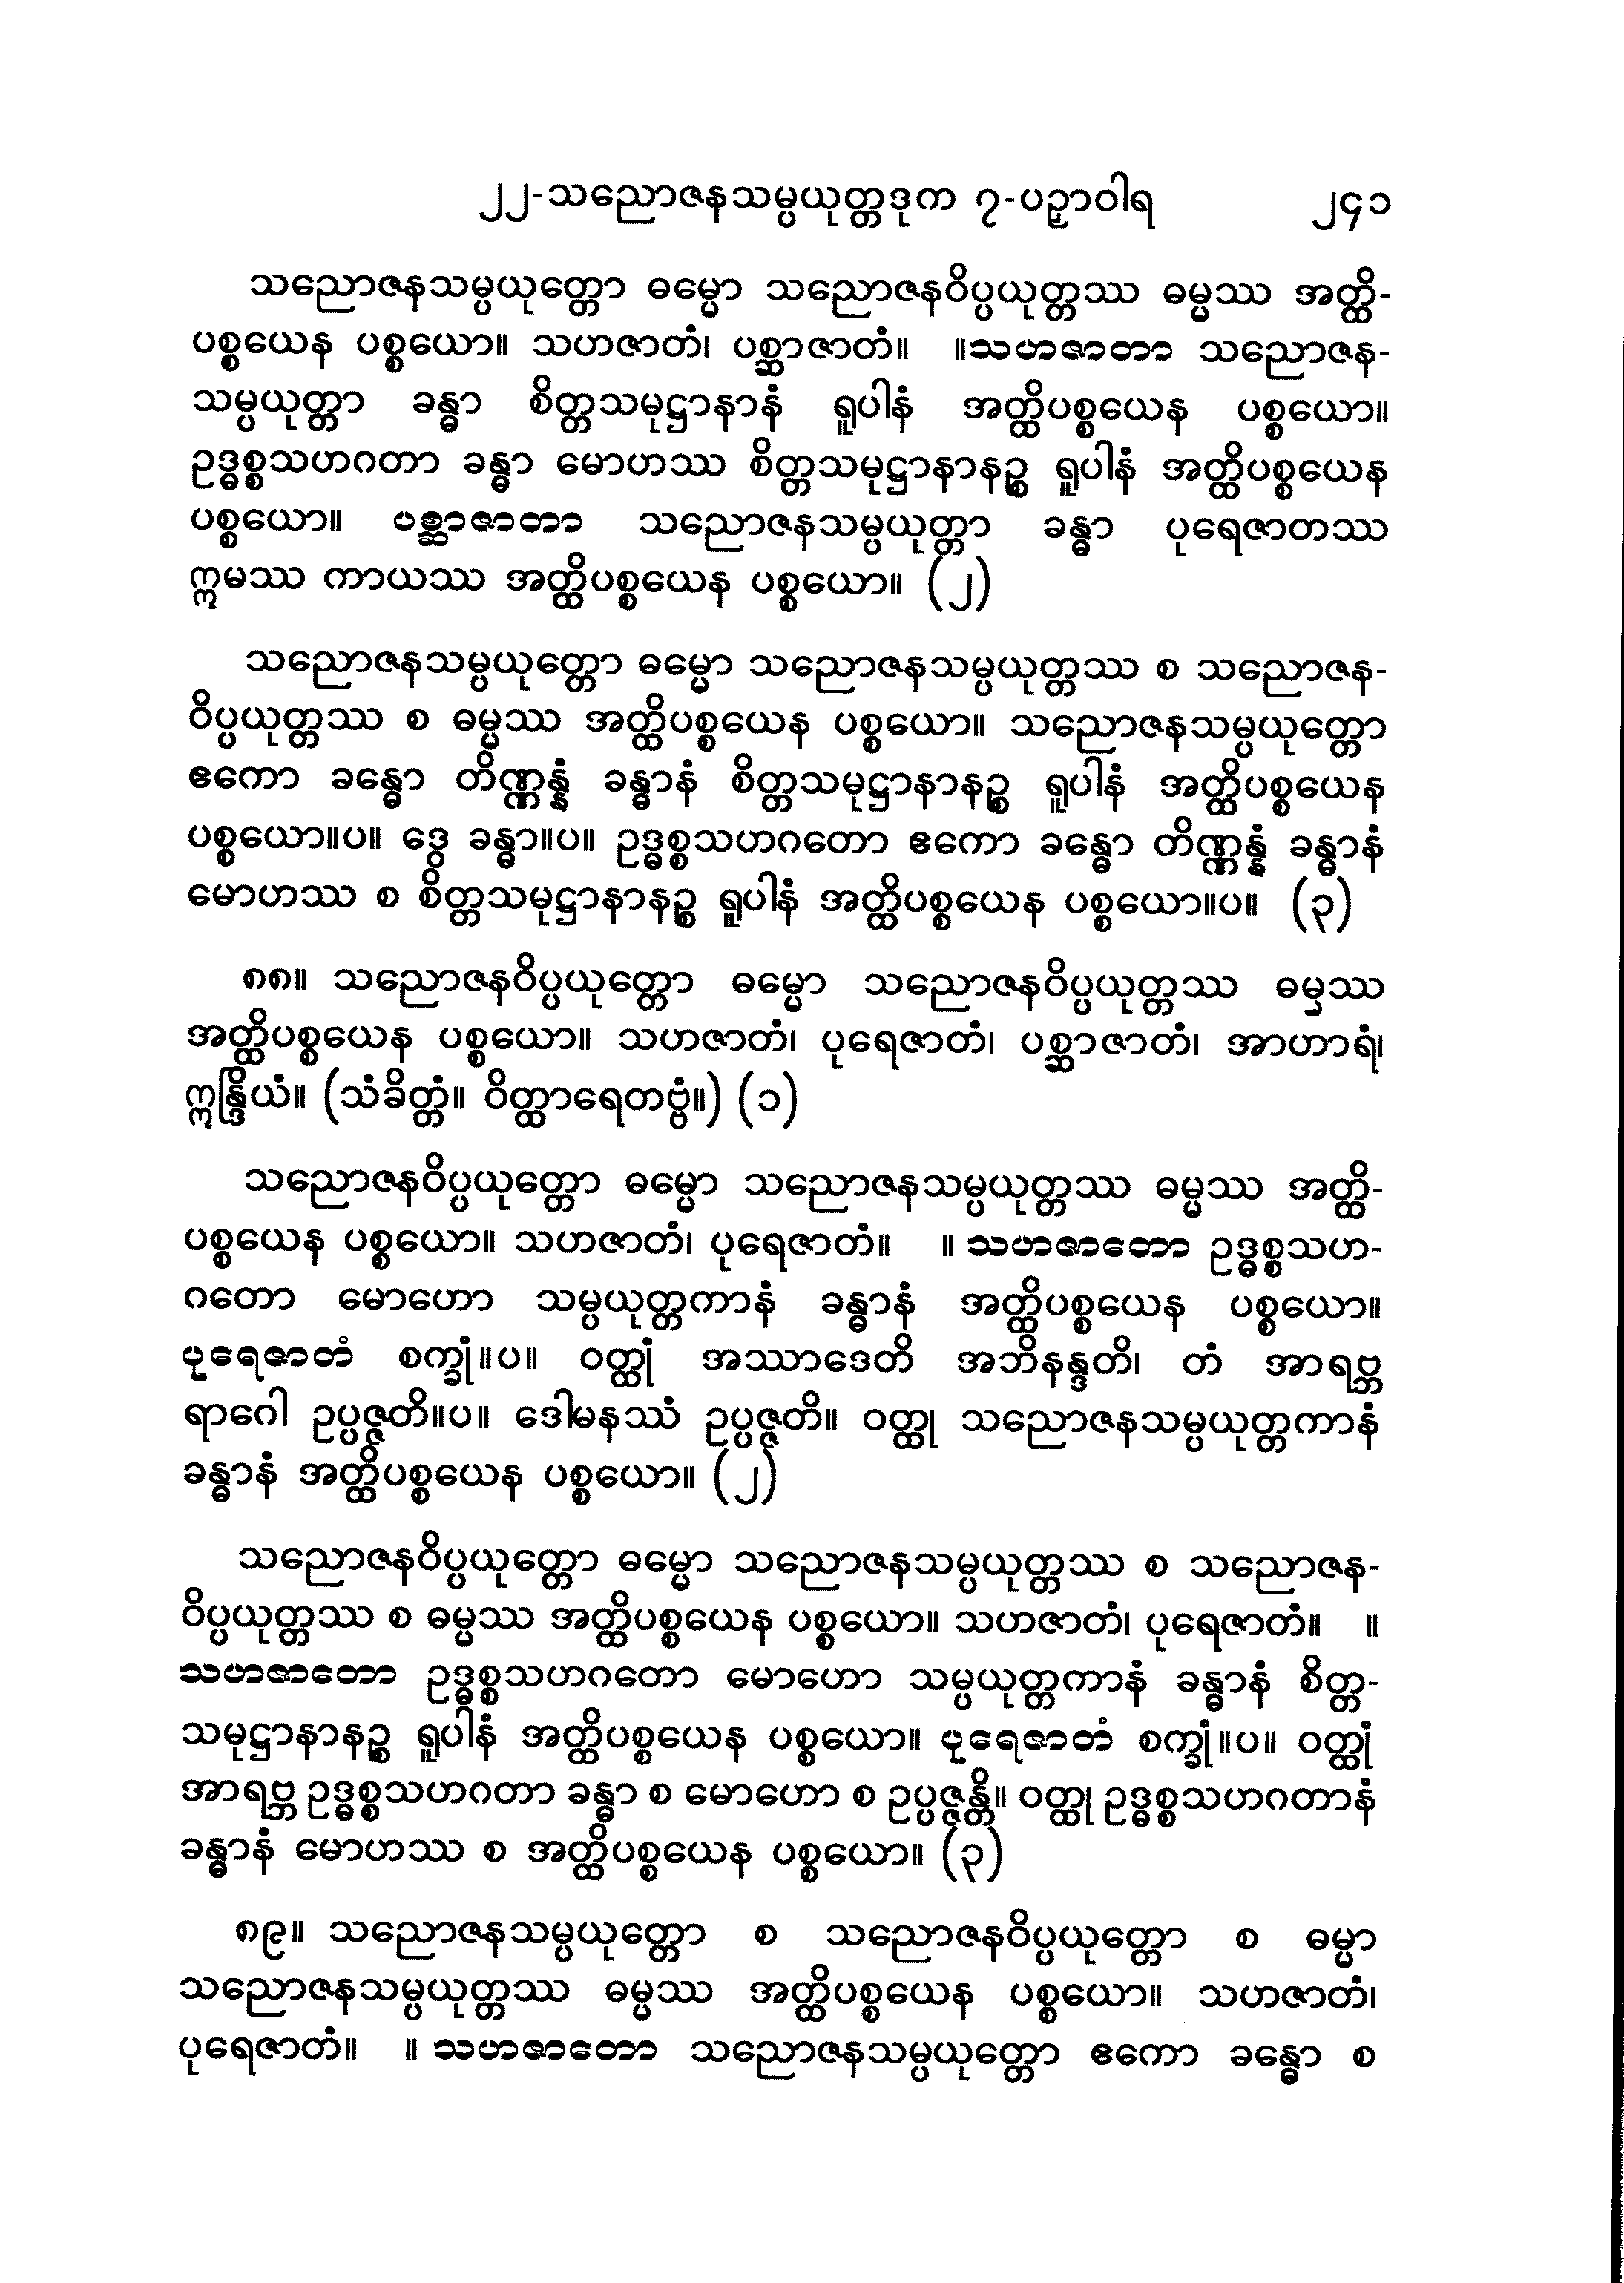 ၂၂-သညောဇနသမ္ပယုတ္တဒုက ၇-ပဉှာဝါရ ၂၄၁
သညောဇနသမ္ပယုတ္တော ဓမ္မော သညောဇနဝိပ္ပယုတ္တဿ ဓမ္မဿ အတ္ထိ-
ပစ္စယေန ပစ္စယော။ သဟဇာတံ၊ ပစ္ဆာဇာတံ။ ။သဟဇာတာ သညောဇန-
သမ္ပယုတ္တာ ခန္ဓာ စိတ္တသမုဋ္ဌာနာနံ ရူပါနံ အတ္ထိပစ္စယေန ပစ္စယော။
ဥဒ္ဓစ္စသဟဂတာ ခန္ဓာ မောဟဿ စိတ္တသမုဋ္ဌာနာနဉ္စ ရူပါနံ အတ္ထိပစ္စယေန
ပစ္စယော။ ပစ္ဆာဇာတာ သညောဇနသမ္ပယုတ္တာ ခန္ဓာ ပုရေဇာတဿ
ဣမဿ ကာယဿ အတ္ထိပစ္စယေန ပစ္စယော။ (၂)
သညောဇနသမ္ပယုတ္တော ဓမ္မော သညောဇနသမ္ပယုတ္တဿ စ သညောဇန-
ဝိပ္ပယုတ္တဿ စ ဓမ္မဿ အတ္ထိပစ္စယေန ပစ္စယော။ သညောဇနသမ္ပယုတ္တော
ဧကော ခန္ဓော တိဏ္ဏန္နံ ခန္ဓာနံ စိတ္တသမုဋ္ဌာနာနဉ္စ ရူပါနံ အတ္ထိပစ္စယေန
ပစ္စယော။ပ။ ဒွေ ခန္ဓာ။ပ။ ဥဒ္ဓစ္စသဟဂတော ဧကော ခန္ဓော တိဏ္ဏန္နံ ခန္ဓာနံ
မောဟဿ စ စိတ္တသမုဋ္ဌာနာနဉ္စ ရူပါနံ အတ္ထိပစ္စယေန ပစ္စယော။ပ။ (၃)
၈၈။ သညောဇနဝိပ္ပယုတ္တော ဓမ္မော သညောဇနဝိပ္ပယုတ္တဿ ဓမ္မဿ
အတ္ထိပစ္စယေန ပစ္စယော။ သဟဇာတံ၊ ပုရေဇာတံ၊ ပစ္ဆာဇာတံ၊ အာဟာရံ၊
ဣန္ဒြိယံ။ (သံခိတ္တံ။ ဝိတ္ထာရေတဗ္ဗံ။) (၁)
သညောဇနဝိပ္ပယုတ္တော ဓမ္မော သညောဇနသမ္ပယုတ္တဿ ဓမ္မဿ အတ္ထိ-
ပစ္စယေန ပစ္စယော။ သဟဇာတံ၊ ပုရေဇာတံ။ ။ သဟဇာတော ဥဒ္ဓစ္စသဟ-
ဂတော မောဟော သမ္ပယုတ္တကာနံ ခန္ဓာနံ အတ္ထိပစ္စယေန ပစ္စယော။
ပုရေဇာတံ စက္ခုံ။ပ။ ဝတ္ထုံ အဿာဒေတိ အဘိနန္ဒတိ၊ တံ အာရဗ္ဘ
ရာဂေါ ဥပ္ပဇ္ဇတိ။ပ။ ဒေါမနဿံ ဥပ္ပဇ္ဇတိ။ ဝတ္ထု သညောဇနသမ္ပယုတ္တကာနံ
ခန္ဓာနံ အတ္ထိပစ္စယေန ပစ္စယော။ (၂)
သညောဇနဝိပ္ပယုတ္တော ဓမ္မော သညောဇနသမ္ပယုတ္တဿ စ သညောဇန-
ဝိပ္ပယုတ္တဿ စ ဓမ္မဿ အတ္ထိပစ္စယေန ပစ္စယော။ သဟဇာတံ၊ ပုရေဇာတံ။ ။
သဟဇာတော ဥဒ္ဓစ္စသဟဂတော မောဟော သမ္ပယုတ္တကာနံ ခန္ဓာနံ စိတ္တ-
သမုဋ္ဌာနာနဉ္စ ရူပါနံ အတ္ထိပစ္စယေန ပစ္စယော။ ပုရေဇာတံ စက္ခုံ။ပ။ ဝတ္ထုံ
အာရဗ္ဘ ဥဒ္ဓစ္စသဟဂတာ ခန္ဓာ စ မောဟော စ ဥပ္ပဇ္ဇန္တိ။ ဝတ္ထု ဥဒ္ဓစ္စသဟဂတာနံ
ခန္ဓာနံ မောဟဿ စ အတ္ထိပစ္စယေန ပစ္စယော။ (၃)
၈၉။ သညောဇနသမ္ပယုတ္တော စ သညောဇနဝိပ္ပယုတ္တော စ ဓမ္မာ
သညောဇနသမ္ပယုတ္တဿ ဓမ္မဿ အတ္ထိပစ္စယေန ပစ္စယော။ သဟဇာတံ၊
ပုရေဇာတံ။ ။ သဟဇာတော သညောဇနသမ္ပယုတ္တော ဧကော ခန္ဓော စ